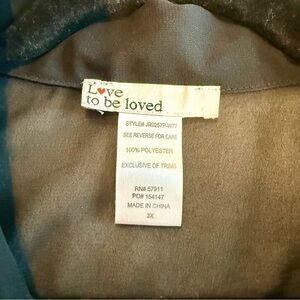 Love
to be loved
STYLE# JR0257P-W77
SEE REVERSE FOR CARE
100% POLYESTER
EXCLUSIVE OF TRIMS
RN# 57911
PO# 154147
MADE IN CHINA
3X